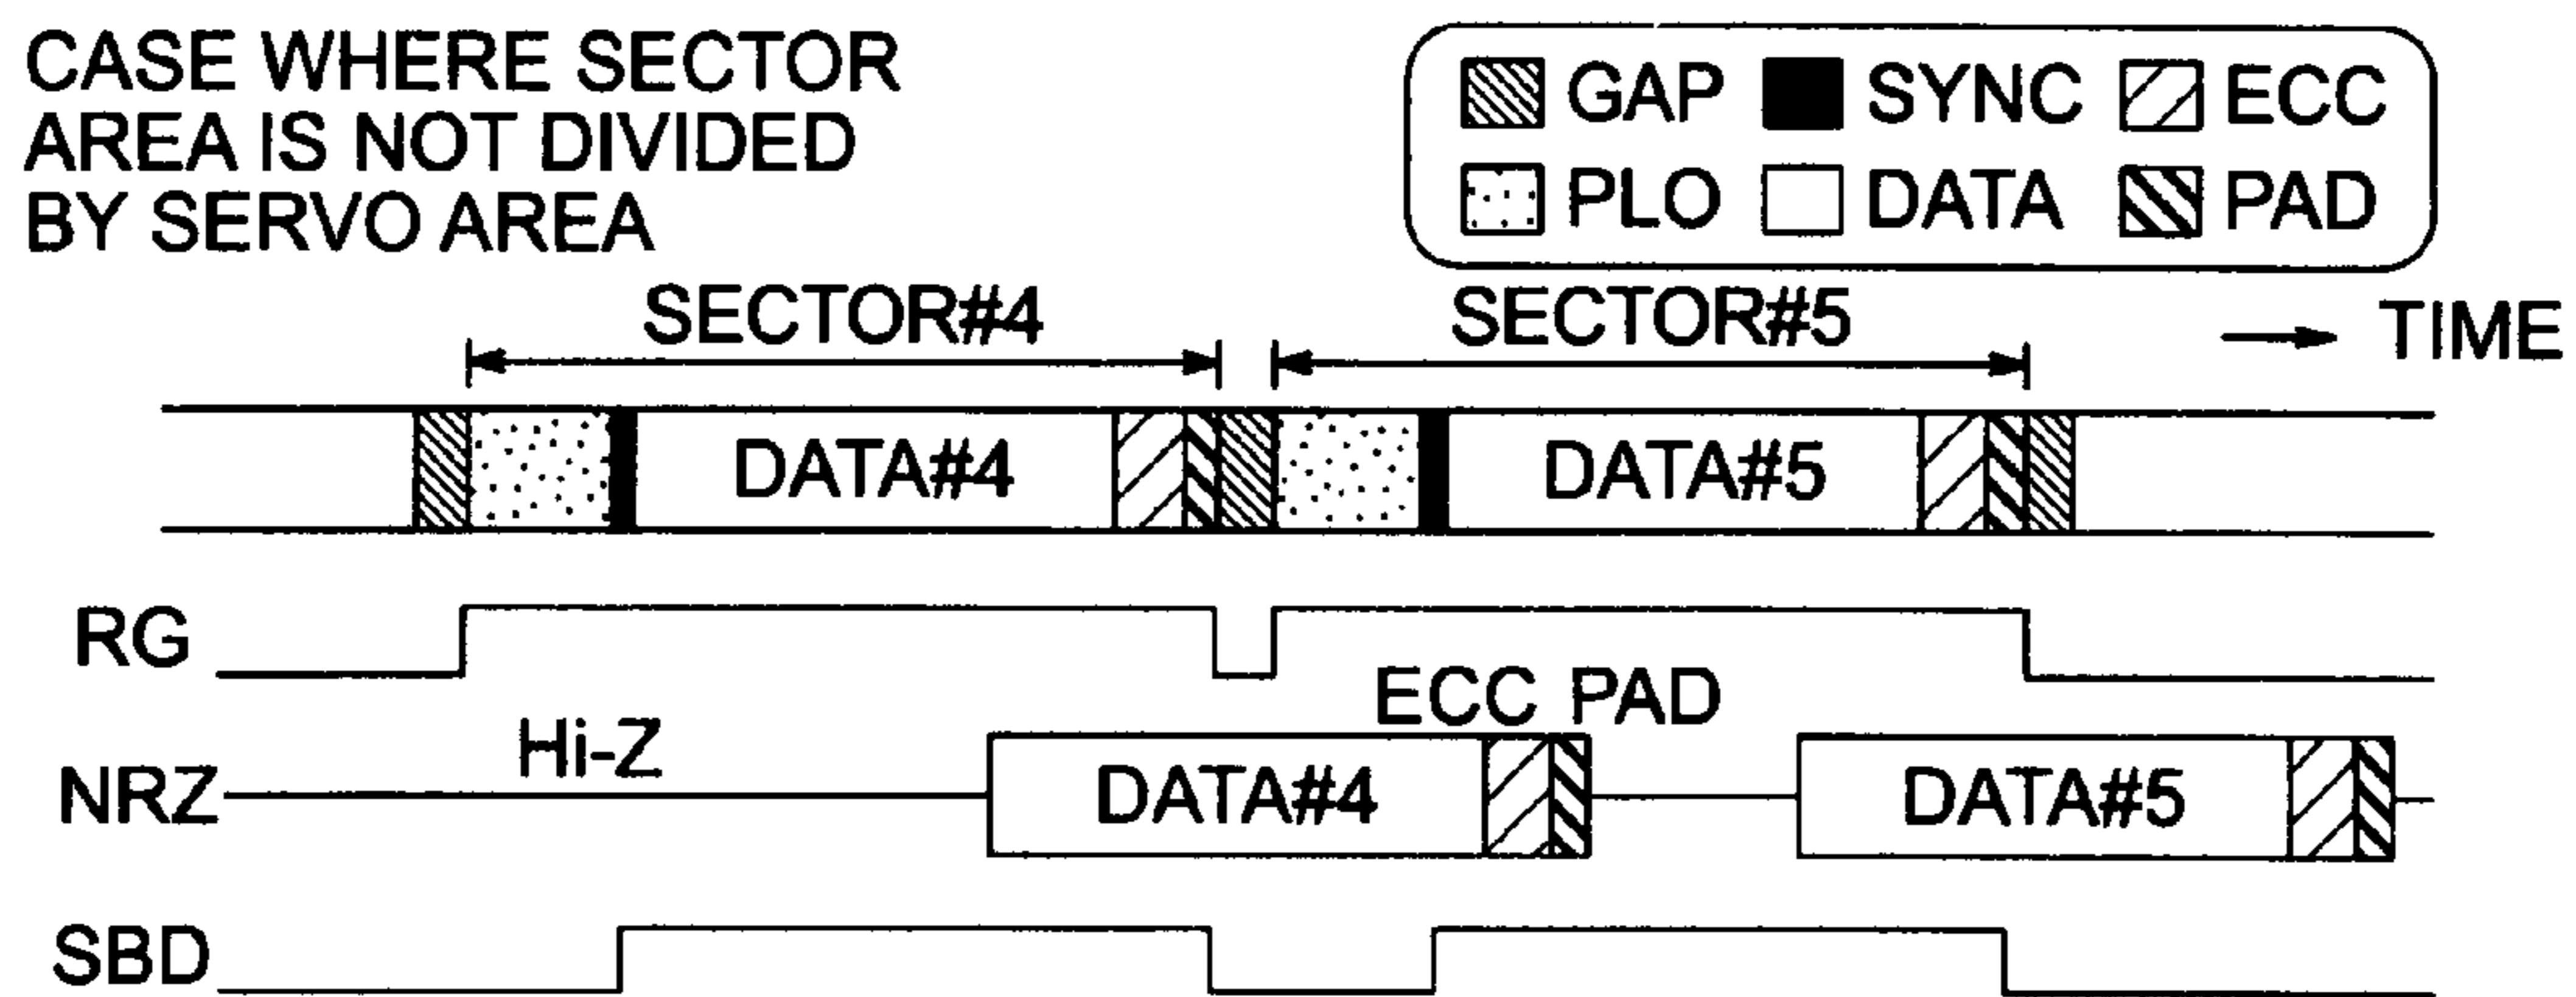 CASE WHERE SECTOR
AREA IS NOT DIVIDED
BY SERVO AREA
GAP SYNC ECC
PLO DATA PAD
SECTOR#4 SECTOR#5 TIME
DATA#4 DATA#5
RG
ECC PAD
Hi-Z
NRZ DATA#4 DATA#5
SBD